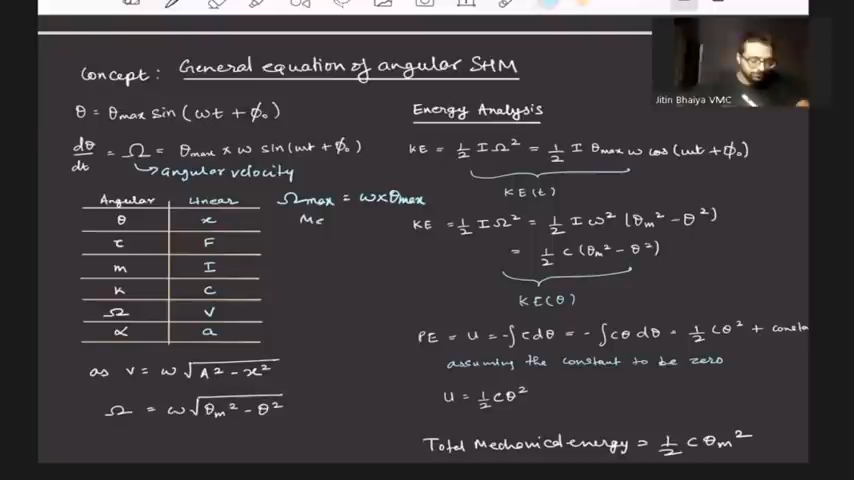 Concept: General equation of angular SHM
θ = θmax sin (ωt + ϕ₀)
dθ/dt = Ω = θmax × ω sin(ωt + ϕ₀)
angular velocity
Angular Linear
θ x
τ F
m I
K C
Ω V
α a
Ωmax = ω×θmax
Mc
as v = ω √(A² - x²)
Ω = ω √(θm² - θ²)
Energy Analysis
KE = 1/2 I Ω² = 1/2 I θmax ω cos (ωt + ϕ₀)
KE(t)
KE = 1/2 I Ω² = 1/2 I ω² (θm² - θ²)
= 1/2 C (θm² - θ²)
KE(θ)
PE = U = -∫ C dθ = -∫ Cθ dθ = 1/2 Cθ² + consta
assuming the constant to be zero
U = 1/2 Cθ²
Total Mechanical energy = 1/2 C θm²
Jitin Bhaiya VMC